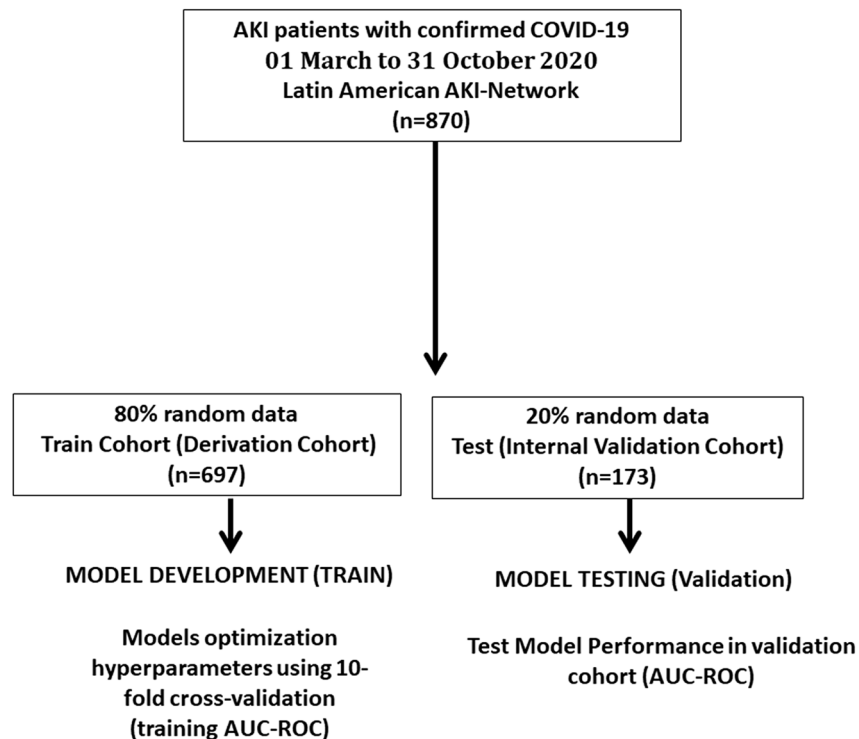 AKI patients with confirmed COVID-19
01 March to 31 October 2020
Latin American AKI-Network
(n=870)
80% random data
Train Cohort (Derivation Cohort)
(n=697)
20% random data
Test (Internal Validation Cohort)
(n=173)
MODEL DEVELOPMENT (TRAIN)
Models optimization
hyperparameters using 10-
fold cross-validation
(training AUC-ROC)
MODEL TESTING (Validation)
Test Model Performance in validation
cohort (AUC-ROC)